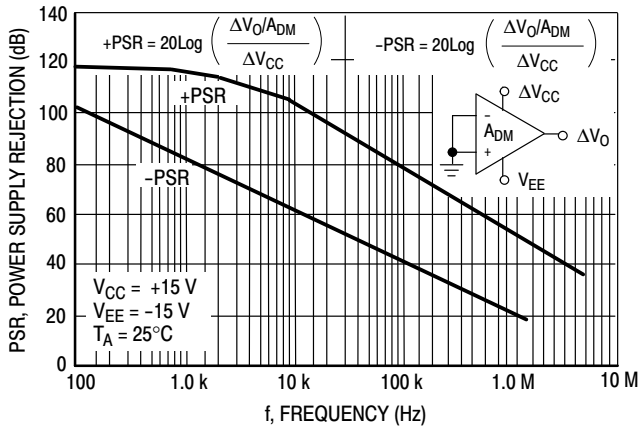 140
120
100
80
60
40
20
0
PSR, POWER SUPPLY REJECTION (dB)
+PSR = 20Log (ΔVO/ADM / ΔVCC)
−PSR = 20Log (ΔVO/ADM / ΔVCC)
ΔVCC
−
ADM
+
ΔVO
VEE
+PSR
−PSR
VCC = +15 V
VEE = −15 V
TA = 25°C
100 1.0 k 10 k 100 k 1.0 M 10 M
f, FREQUENCY (Hz)